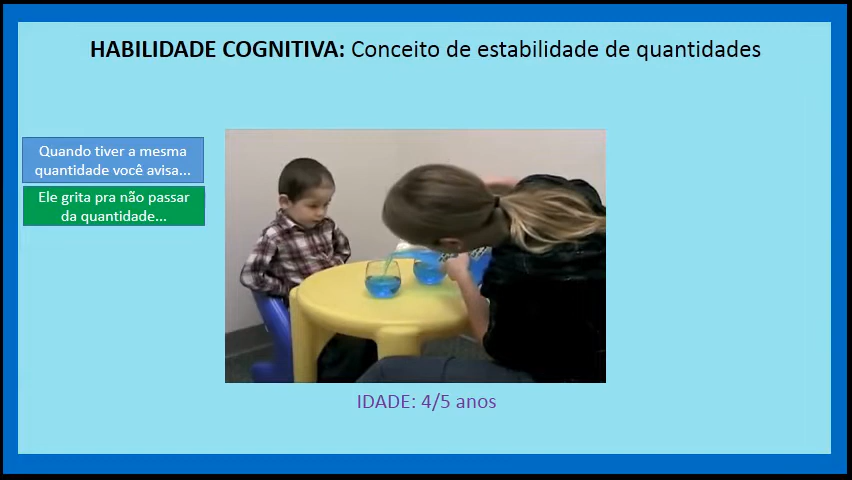 HABILIDADE COGNITIVA: Conceito de estabilidade de quantidades
Quando tiver a mesma
quantidade você avisa...
Ele grita pra não passar
da quantidade...
IDADE: 4/5 anos